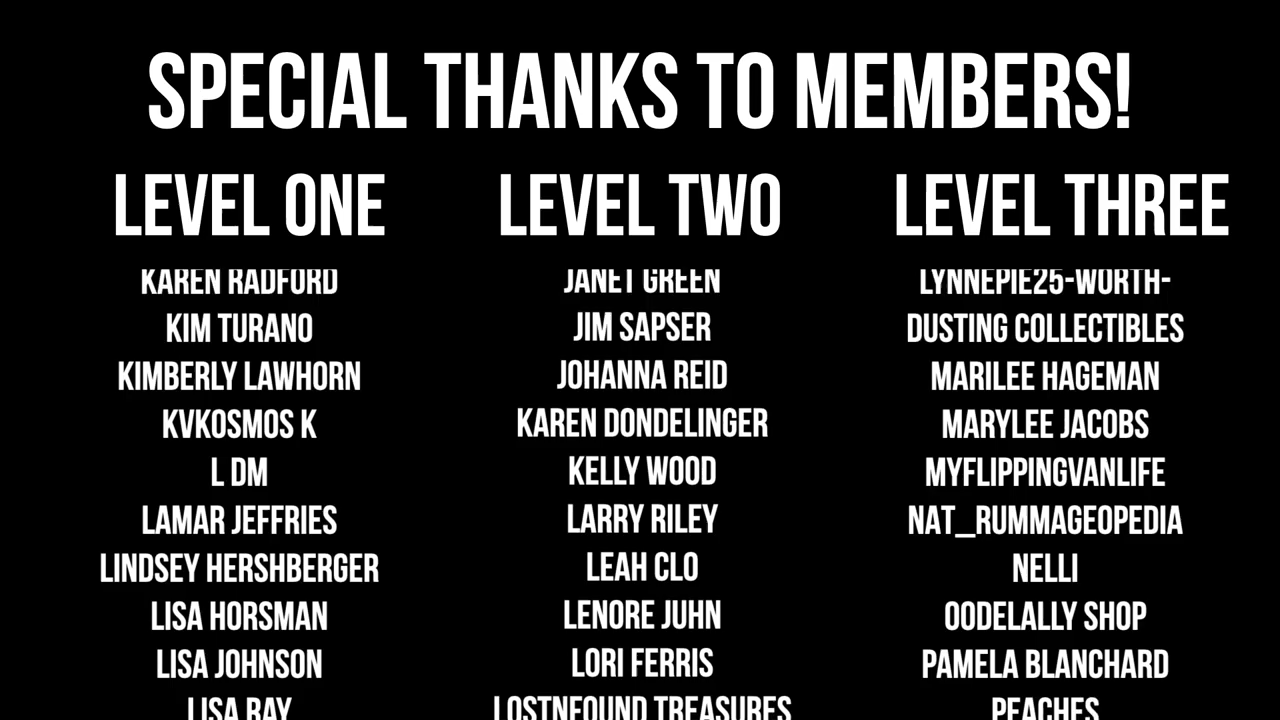 SPECIAL THANKS TO MEMBERS!
LEVEL ONE
KAREN RADFORD
KIM TURANO
KIMBERLY LAWHORN
KVKOSMOS K
L DM
LAMAR JEFFRIES
LINDSEY HERSHBERGER
LISA HORSMAN
LISA JOHNSON
LISA RAY
LEVEL TWO
JANET GREEN
JIM SAPSER
JOHANNA REID
KAREN DONDELINGER
KELLY WOOD
LARRY RILEY
LEAH CLO
LENORE JUHN
LORI FERRIS
LOSTNFOUND TREASURES
LEVEL THREE
LYNNEPIE25-WORTH-
DUSTING COLLECTIBLES
MARILEE HAGEMAN
MARYLEE JACOBS
MYFLIPPINGVANLIFE
NAT_RUMMAGEOPEDIA
NELLI
OODELALLY SHOP
PAMELA BLANCHARD
PEACHES